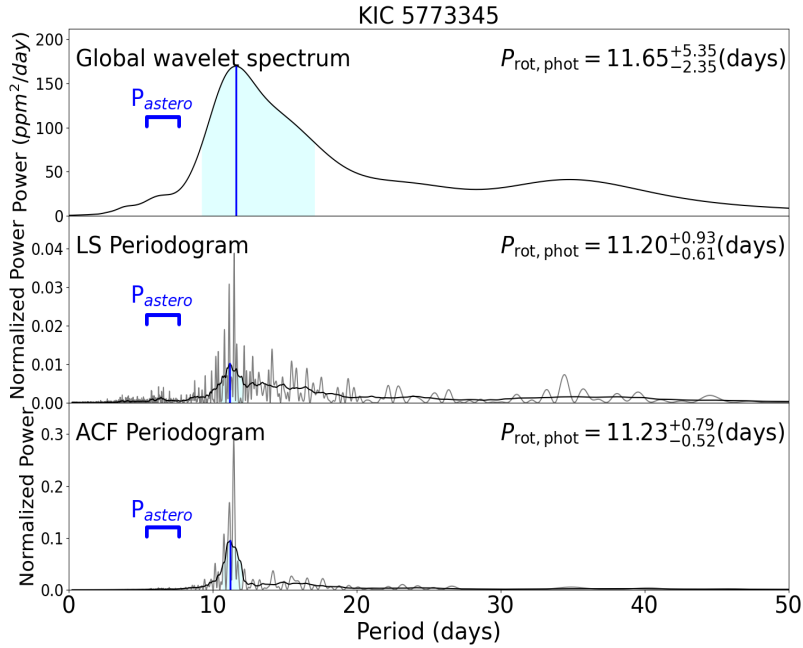 KIC 5773345
Global wavelet spectrum
P_rot, phot = 11.65^{+5.35}_{-2.35}(days)
P_astero
Normalized Power (ppm²/day)
200
150
100
50
0
LS Periodogram
P_rot, phot = 11.20^{+0.93}_{-0.61}(days)
P_astero
Normalized Power
0.04
0.03
0.02
0.01
0.00
ACF Periodogram
P_rot, phot = 11.23^{+0.79}_{-0.52}(days)
P_astero
Normalized Power
0.3
0.2
0.1
0.0
0 10 20 30 40 50
Period (days)